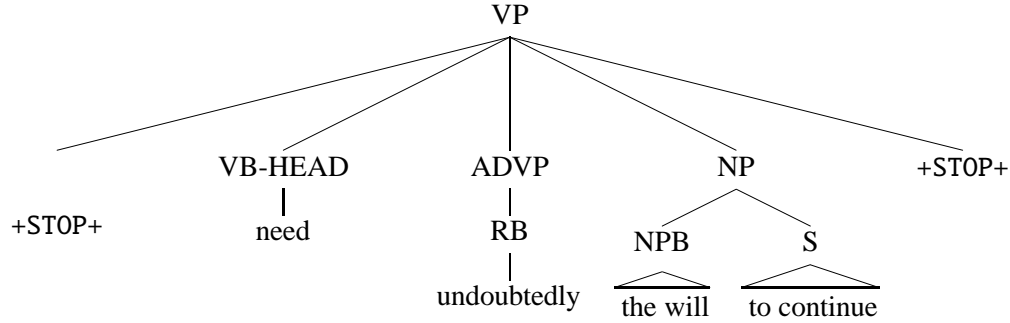 VP
VB-HEAD ADVP NP +STOP+
+STOP+ need RB NPB S
undoubtedly the will to continue